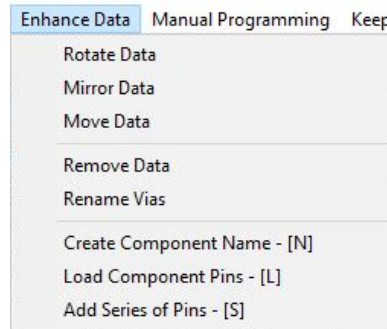 Enhance Data Manual Programming Keep
Rotate Data
Mirror Data
Move Data
Remove Data
Rename Vias
Create Component Name - [N]
Load Component Pins - [L]
Add Series of Pins - [S]